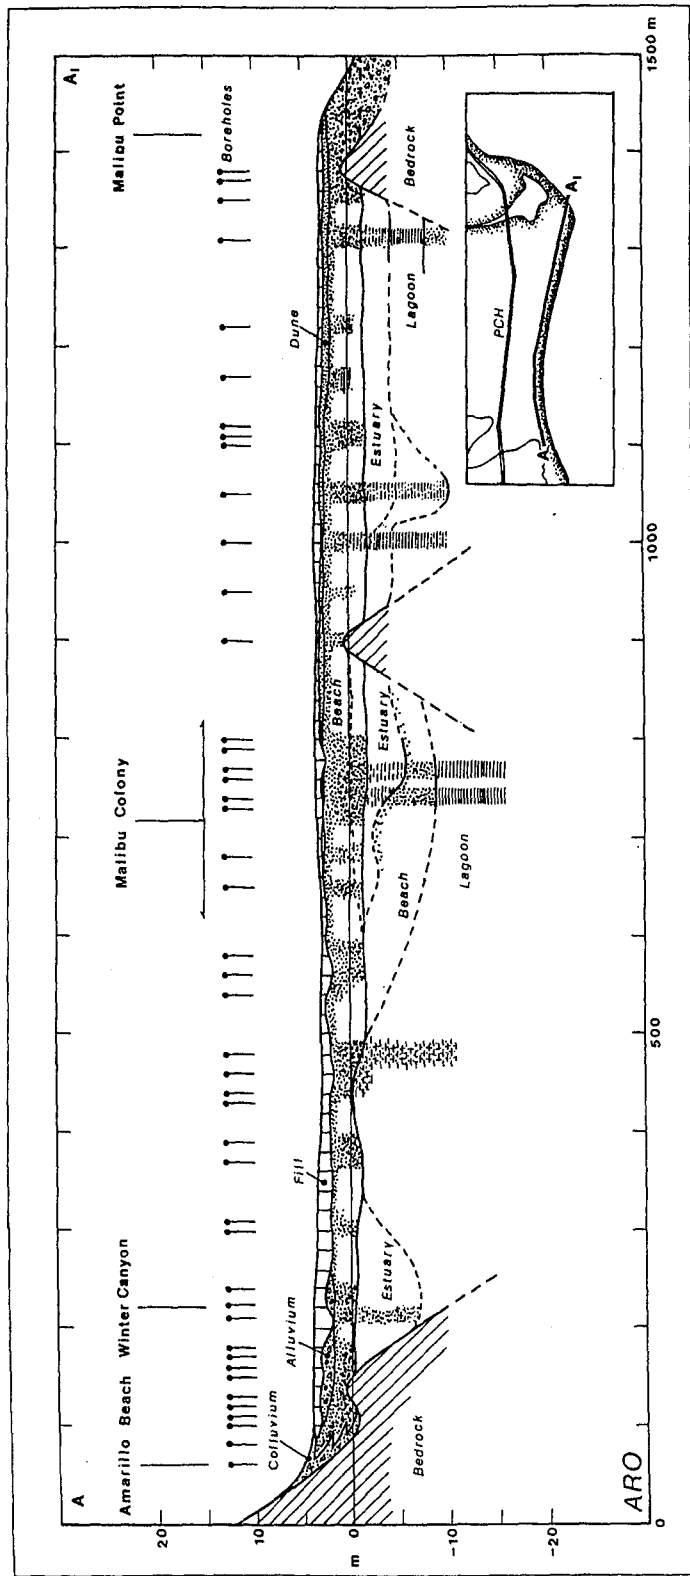 A
A₁
Amarillo Beach
Winter Canyon
Malibu Colony
Malibu Point
Boreholes
Colluvium
Alluvium
Fill
Dune
Beach
Estuary
Estuary
Estuary
Beach
Lagoon
Lagoon
Bedrock
Bedrock
20
10
0
-10
-20
m
0
500
1000
1500 m
ARO
PCH
A
A₁